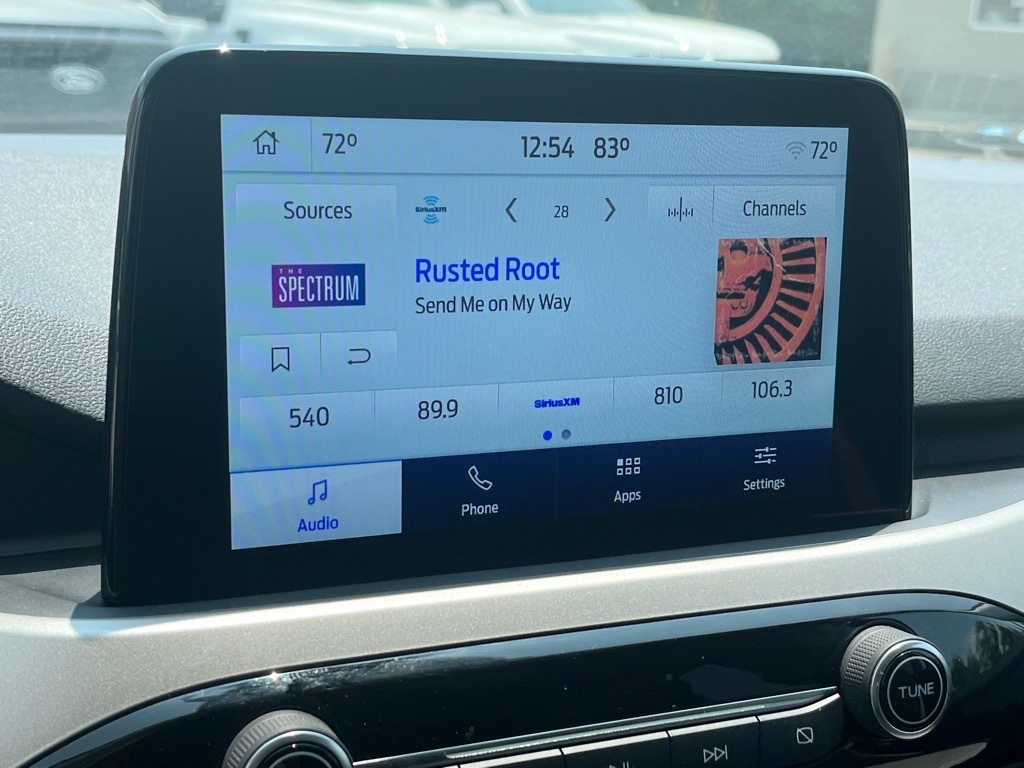 72° 12:54 83° 72°
Sources SiriusXM 28 Channels
THE
SPECTRUM
Rusted Root
Send Me on My Way
540 89.9 SiriusXM 810 106.3
Audio Phone Apps Settings
TUNE